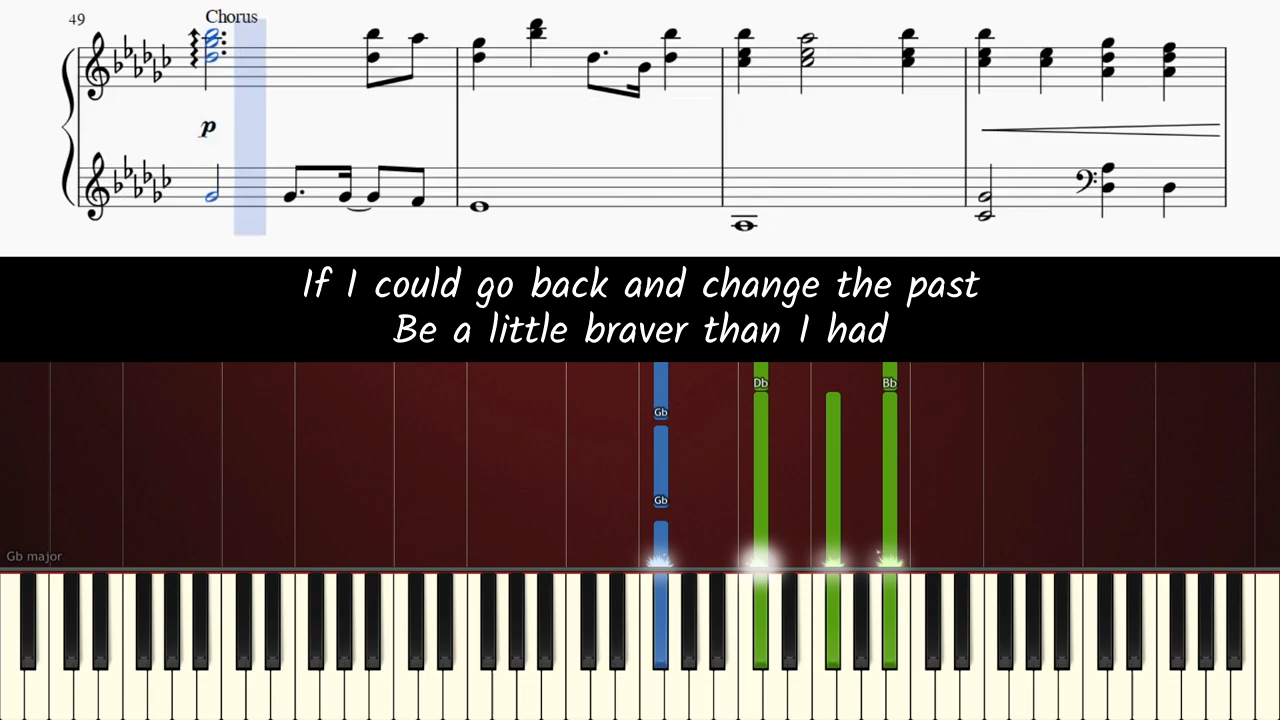 49
Chorus
p
If I could go back and change the past
Be a little braver than I had
Db
Bb
Gb
Gb
Gb major